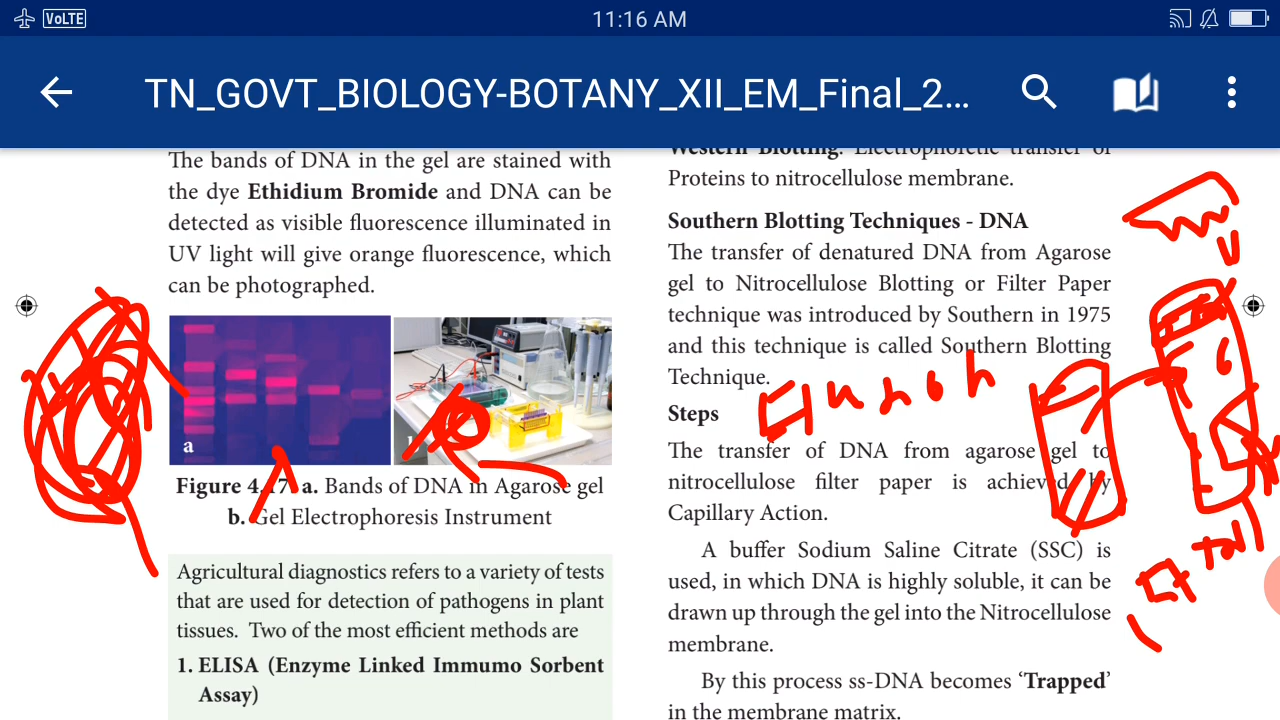 VoLTE
11:16 AM
TN_GOVT_BIOLOGY-BOTANY_XII_EM_Final_2...
The bands of DNA in the gel are stained with
the dye Ethidium Bromide and DNA can be
detected as visible fluorescence illuminated in
UV light will give orange fluorescence, which
can be photographed.
a
Figure 4.17 a. Bands of DNA in Agarose gel
b. Gel Electrophoresis Instrument
Agricultural diagnostics refers to a variety of tests
that are used for detection of pathogens in plant
tissues. Two of the most efficient methods are
1. ELISA (Enzyme Linked Immumo Sorbent
Assay)
Western Blotting: Electrophoretic transfer of
Proteins to nitrocellulose membrane.
Southern Blotting Techniques - DNA
The transfer of denatured DNA from Agarose
gel to Nitrocellulose Blotting or Filter Paper
technique was introduced by Southern in 1975
and this technique is called Southern Blotting
Technique.
Steps
The transfer of DNA from agarose gel to
nitrocellulose filter paper is achieved by
Capillary Action.
A buffer Sodium Saline Citrate (SSC) is
used, in which DNA is highly soluble, it can be
drawn up through the gel into the Nitrocellulose
membrane.
By this process ss-DNA becomes ‘Trapped’
in the membrane matrix.